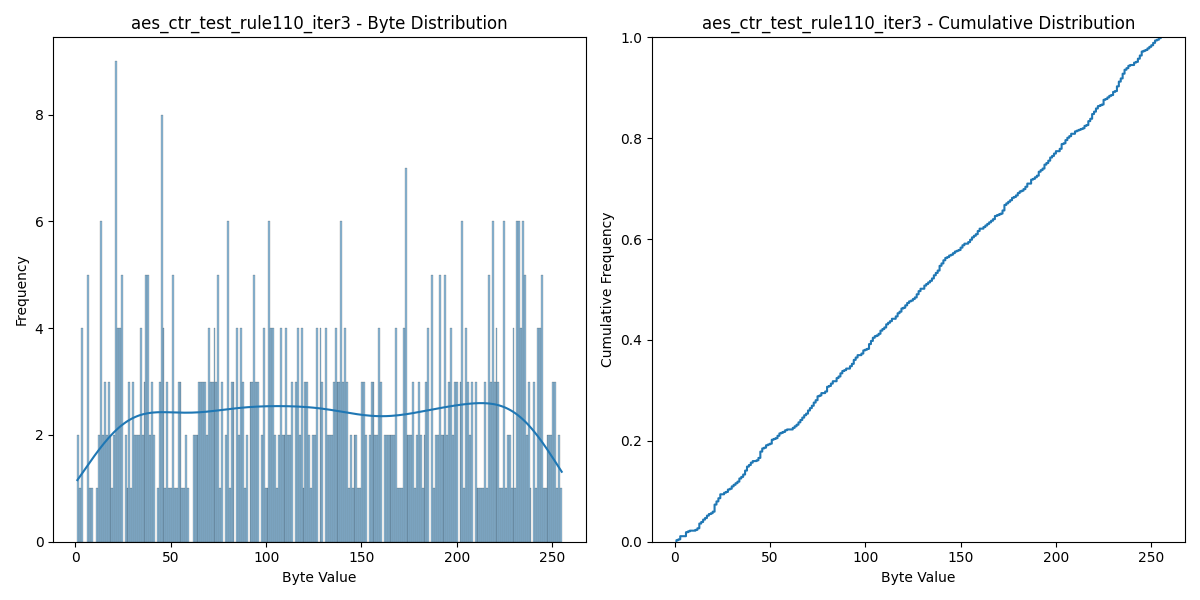 aes_ctr_test_rule110_iter3 - Byte Distribution
Frequency
8
6
4
2
0
0 50 100 150 200 250
Byte Value
aes_ctr_test_rule110_iter3 - Cumulative Distribution
Cumulative Frequency
1.0
0.8
0.6
0.4
0.2
0.0
0 50 100 150 200 250
Byte Value